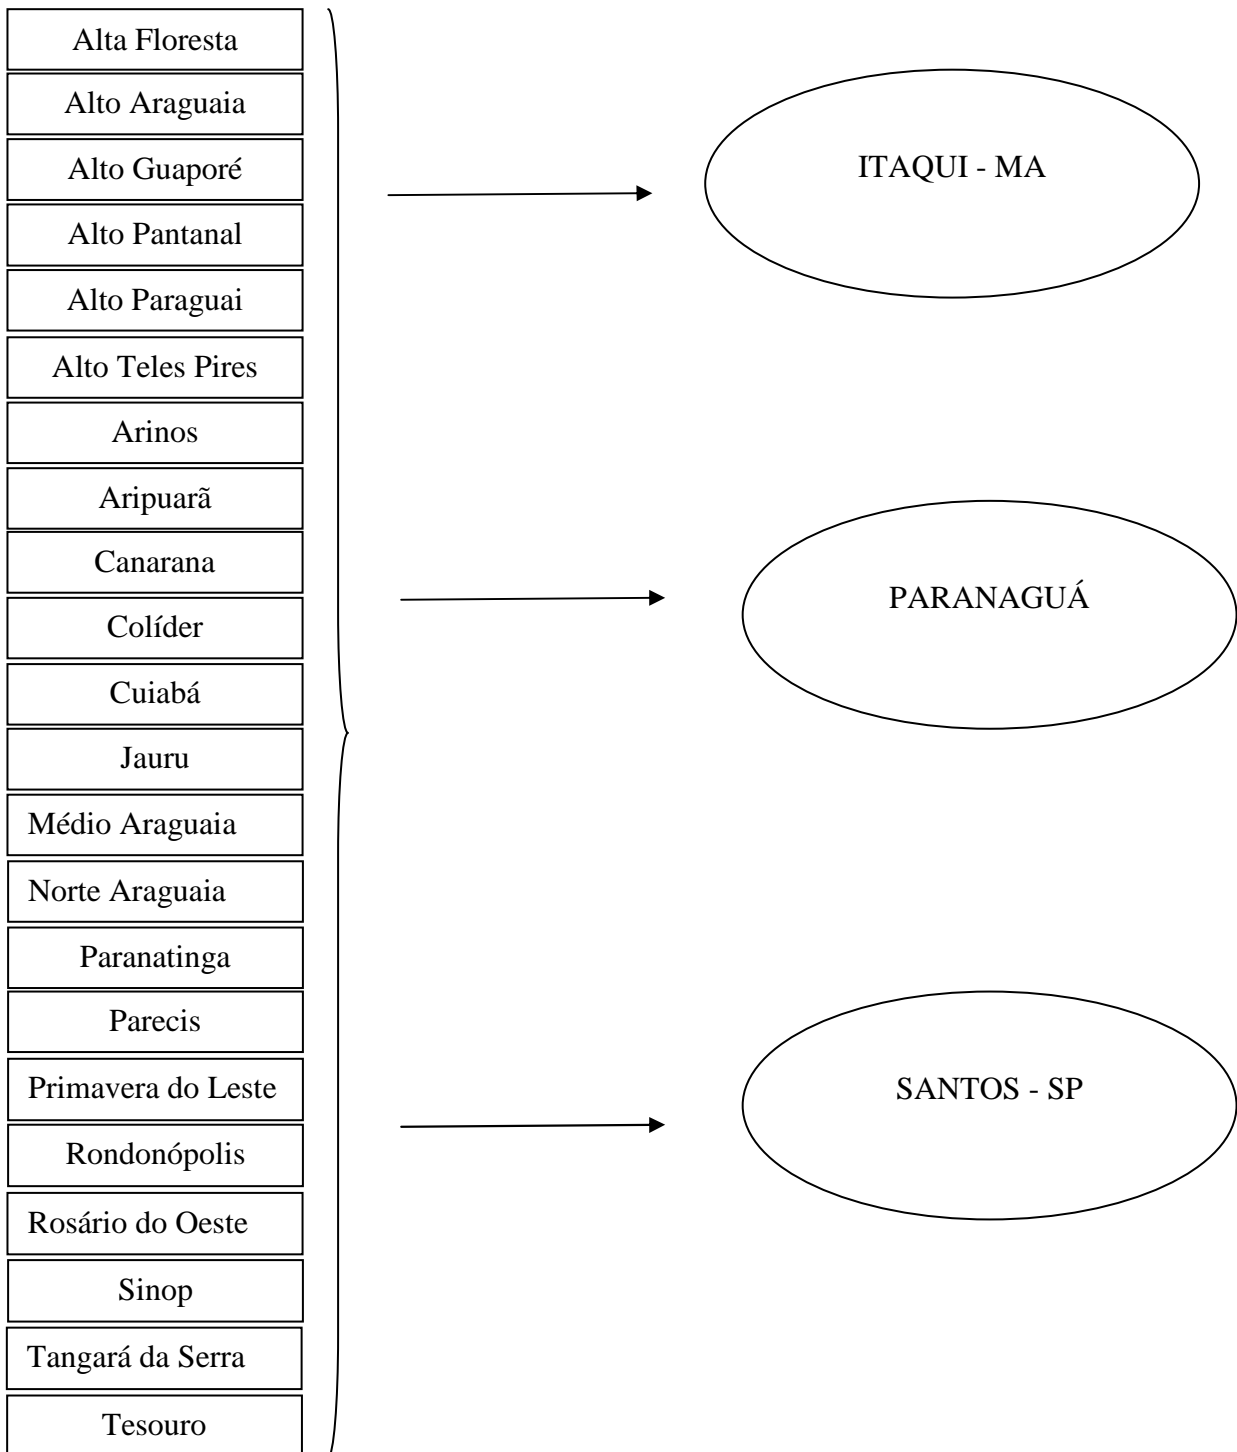 Alta Floresta
Alto Araguaia
Alto Guaporé
Alto Pantanal
Alto Paraguai
Alto Teles Pires
Arinos
Aripuarã
Canarana
Colíder
Cuiabá
Jauru
Médio Araguaia
Norte Araguaia
Paranatinga
Parecis
Primavera do Leste
Rondonópolis
Rosário do Oeste
Sinop
Tangará da Serra
Tesouro
ITAQUI - MA
PARANAGUÁ
SANTOS - SP